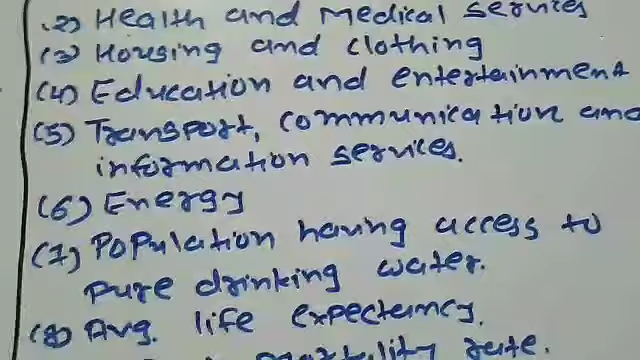 (2) Health and medical services
(3) Housing and clothing
(4) Education and entertainment
(5) Transport, communication and
information services.
(6) Energy
(7) Population having access to
pure drinking water.
(8) Avg. life expectancy.
mortality rate.